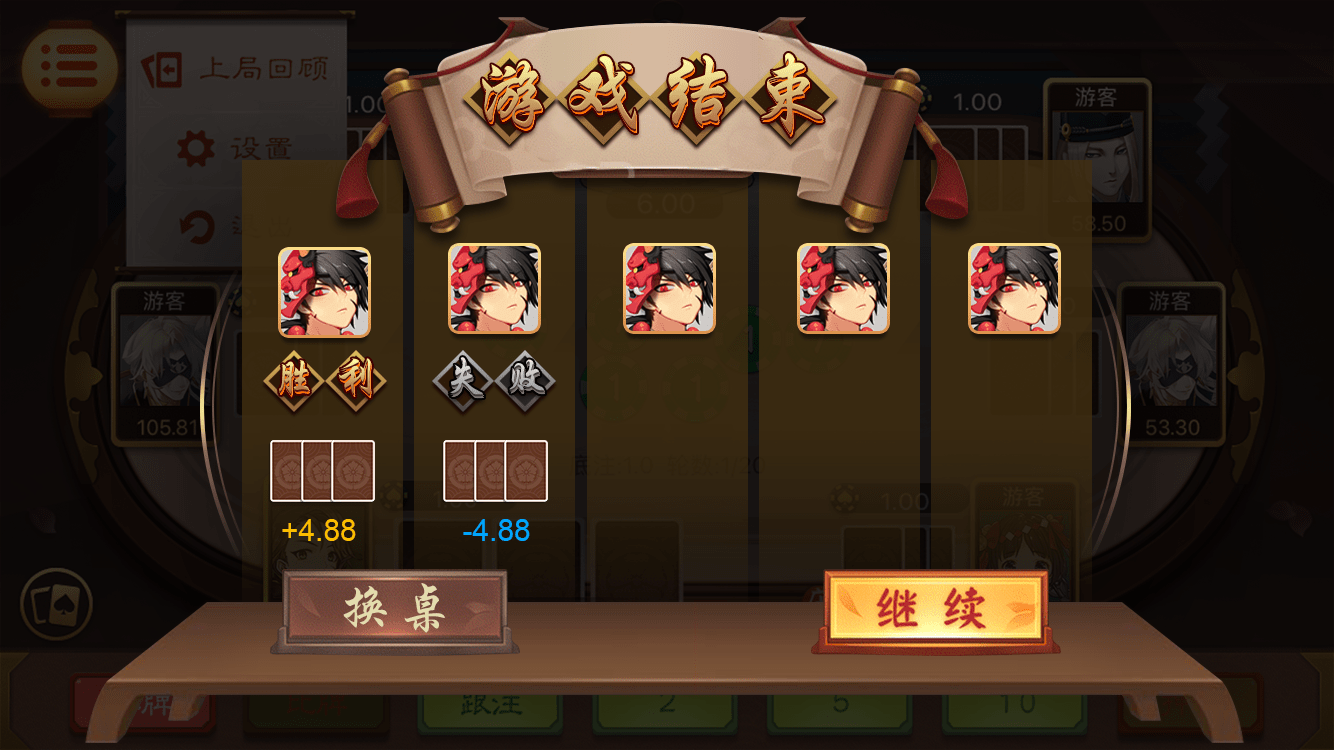 游戏结束
上局回顾
1.00
1.00
游客
设置
6.00
58.50
游客
游客
胜利
失败
105.81
53.30
1.00
游客
+4.88
-4.88
换桌
继续
跟注
2
5
10